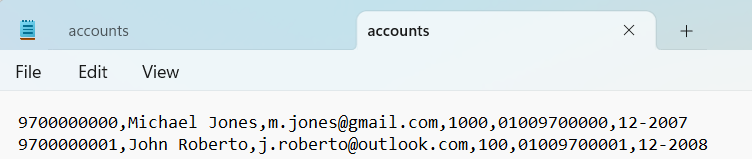 accounts
accounts
File Edit View
9700000000,Michael Jones,m.jones@gmail.com,1000,01009700000,12-2007
9700000001,John Roberto,j.roberto@outlook.com,100,01009700001,12-2008